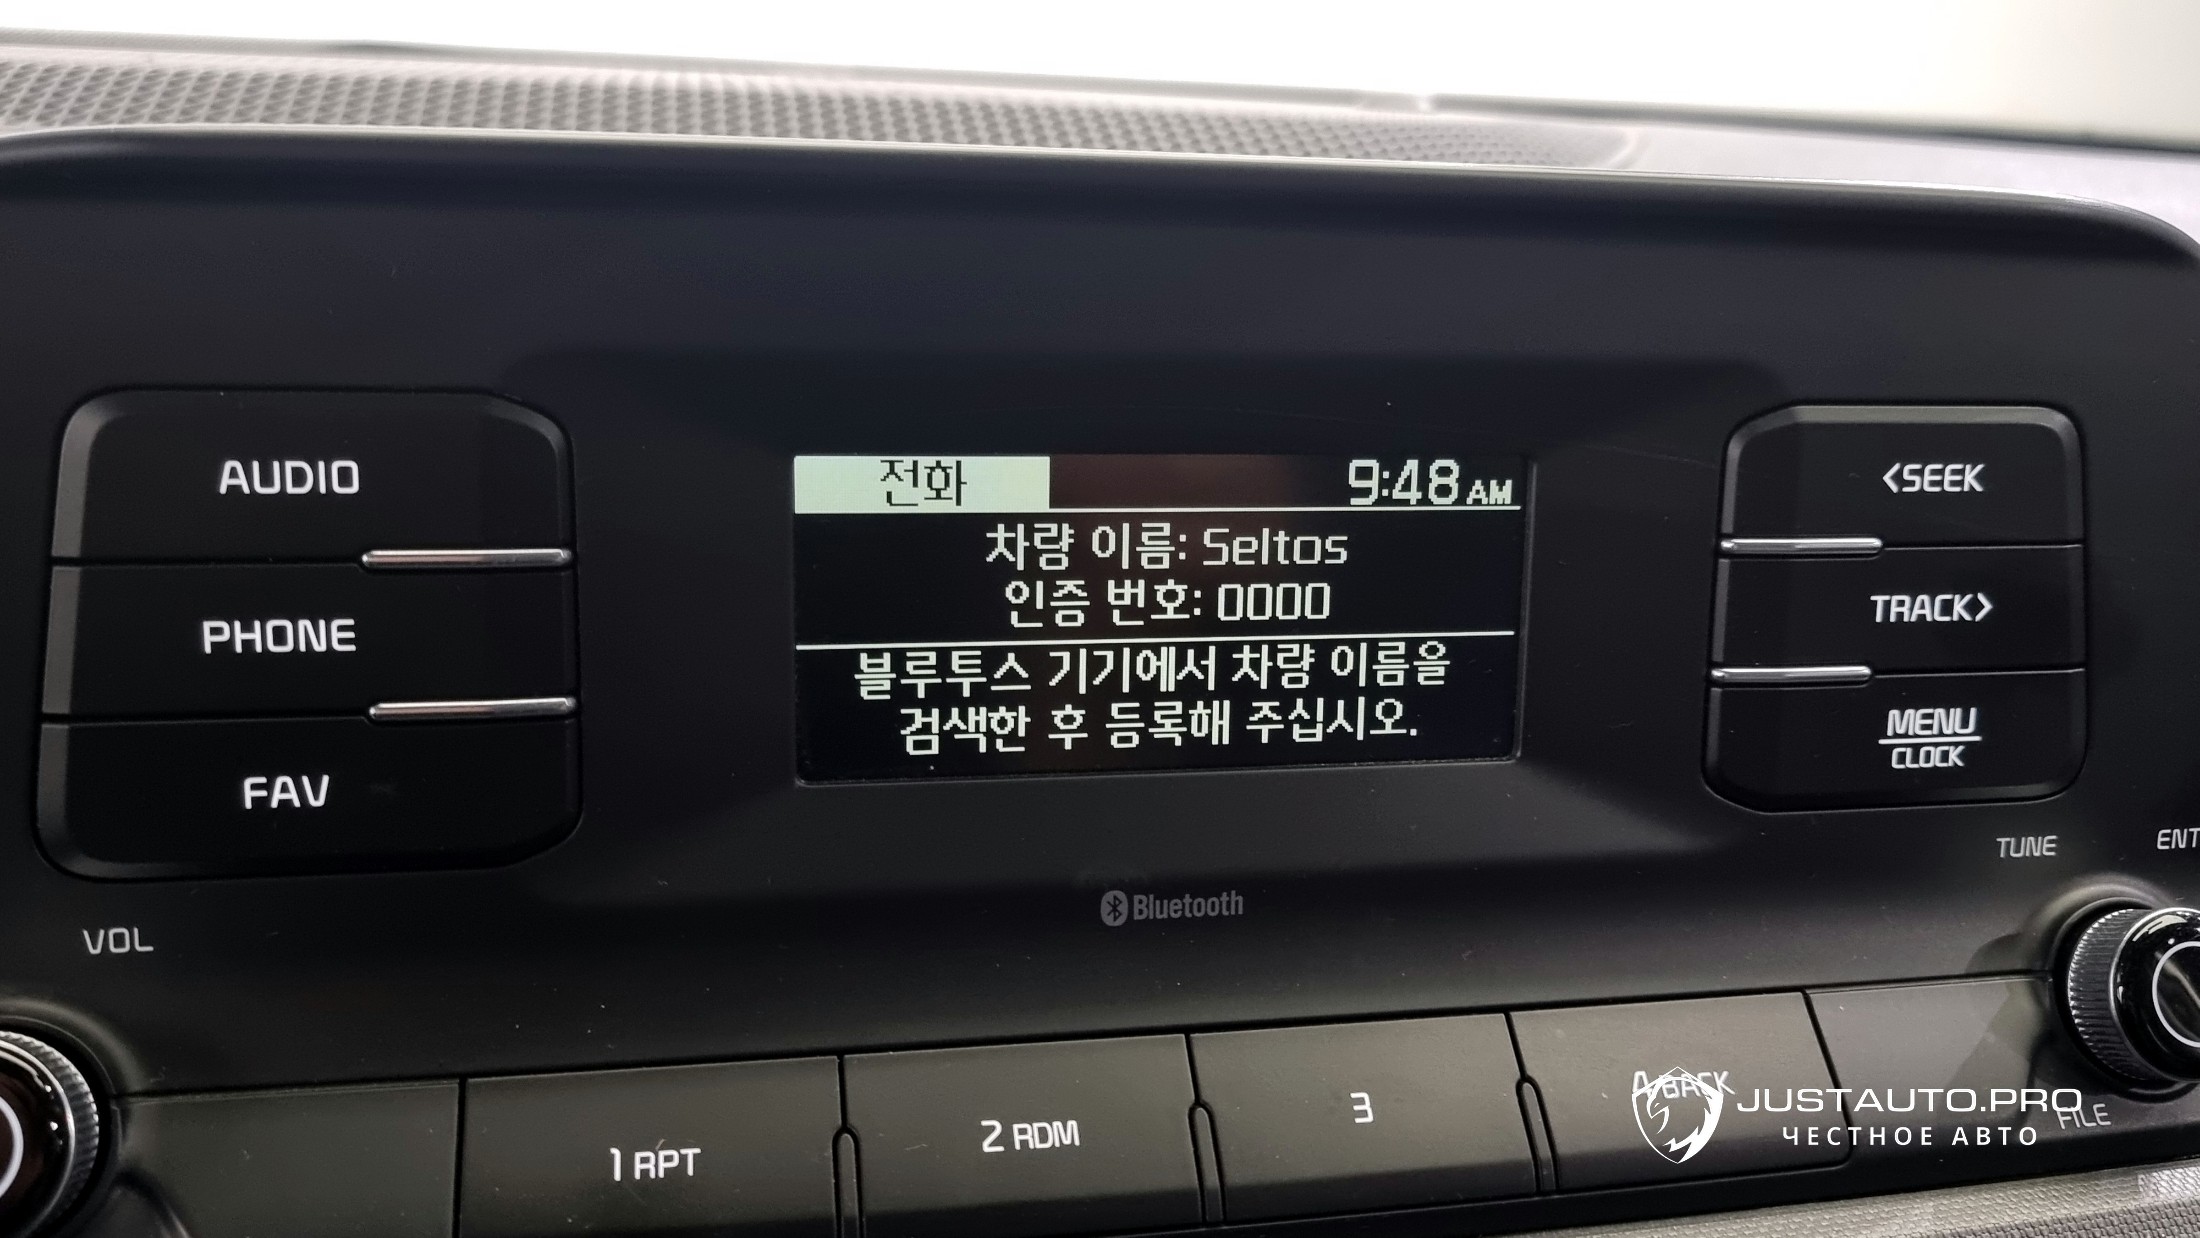 AUDIO
PHONE
FAV
VOL
전화
9:48 AM
차량 이름: Seltos
인증 번호: 0000
블루투스 기기에서 차량 이름을
검색한 후 등록해 주십시오.
Bluetooth
<SEEK
TRACK>
MENU
CLOCK
TUNE
ENT
FILE
1 RPT
2 RDM
3
BACK
JUSTAUTO.PRO
ЧЕСТНОЕ АВТО